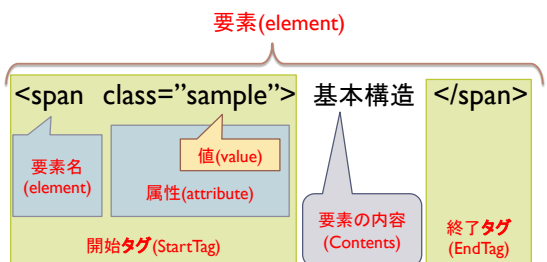 要素(element)
<span class=”sample”> 基本構造 </span>
値(value)
要素名
(element)
属性(attribute)
要素の内容
(Contents)
終了タグ
(EndTag)
開始タグ(StartTag)